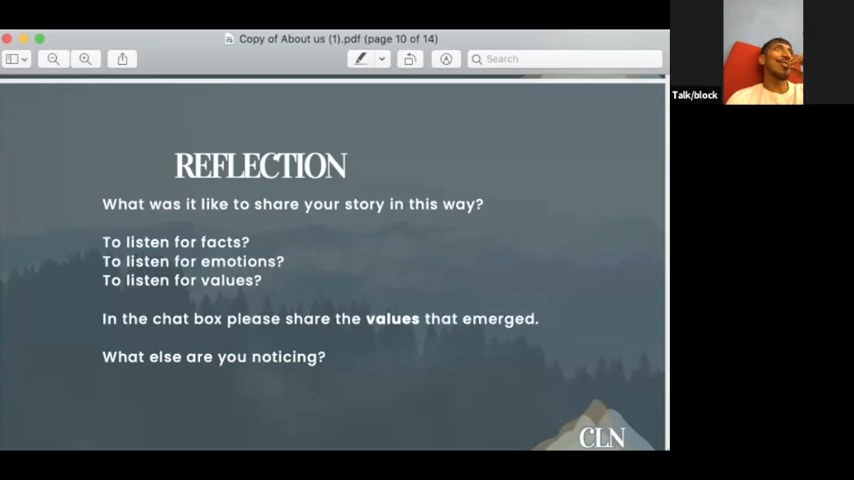 Copy of About us (1).pdf (page 10 of 14)
Search
Talk/block
REFLECTION
What was it like to share your story in this way?
To listen for facts?
To listen for emotions?
To listen for values?
In the chat box please share the values that emerged.
What else are you noticing?
CLN